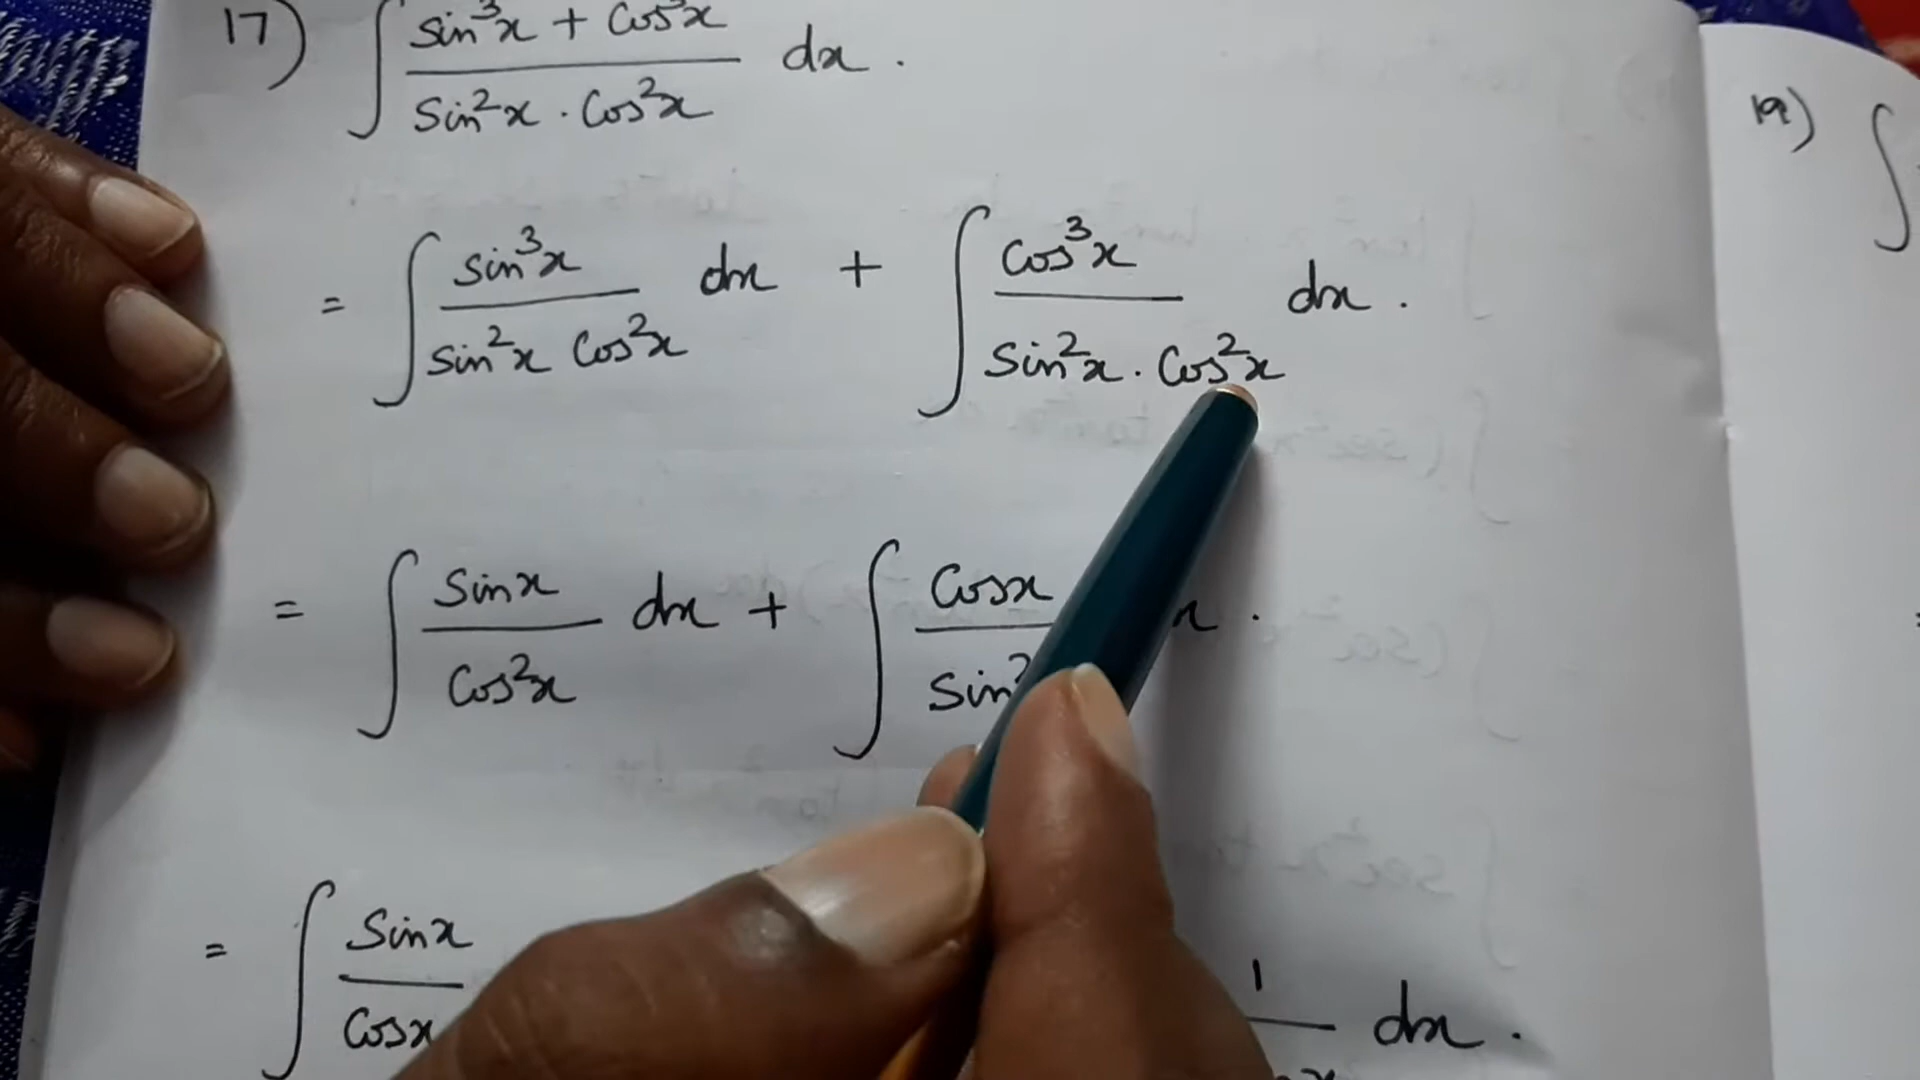 17) ∫ sin³x + Cos³x / Sin²x . Cos²x dx .
= ∫ sin³x / sin²x Cos²x dx + ∫ Cos³x / Sin²x . Cos²x dx .
= ∫ Sinx / Cos²x dx + ∫ Cosx / Sin²
= ∫ Sinx / Cosx 1 dx .
19) ∫